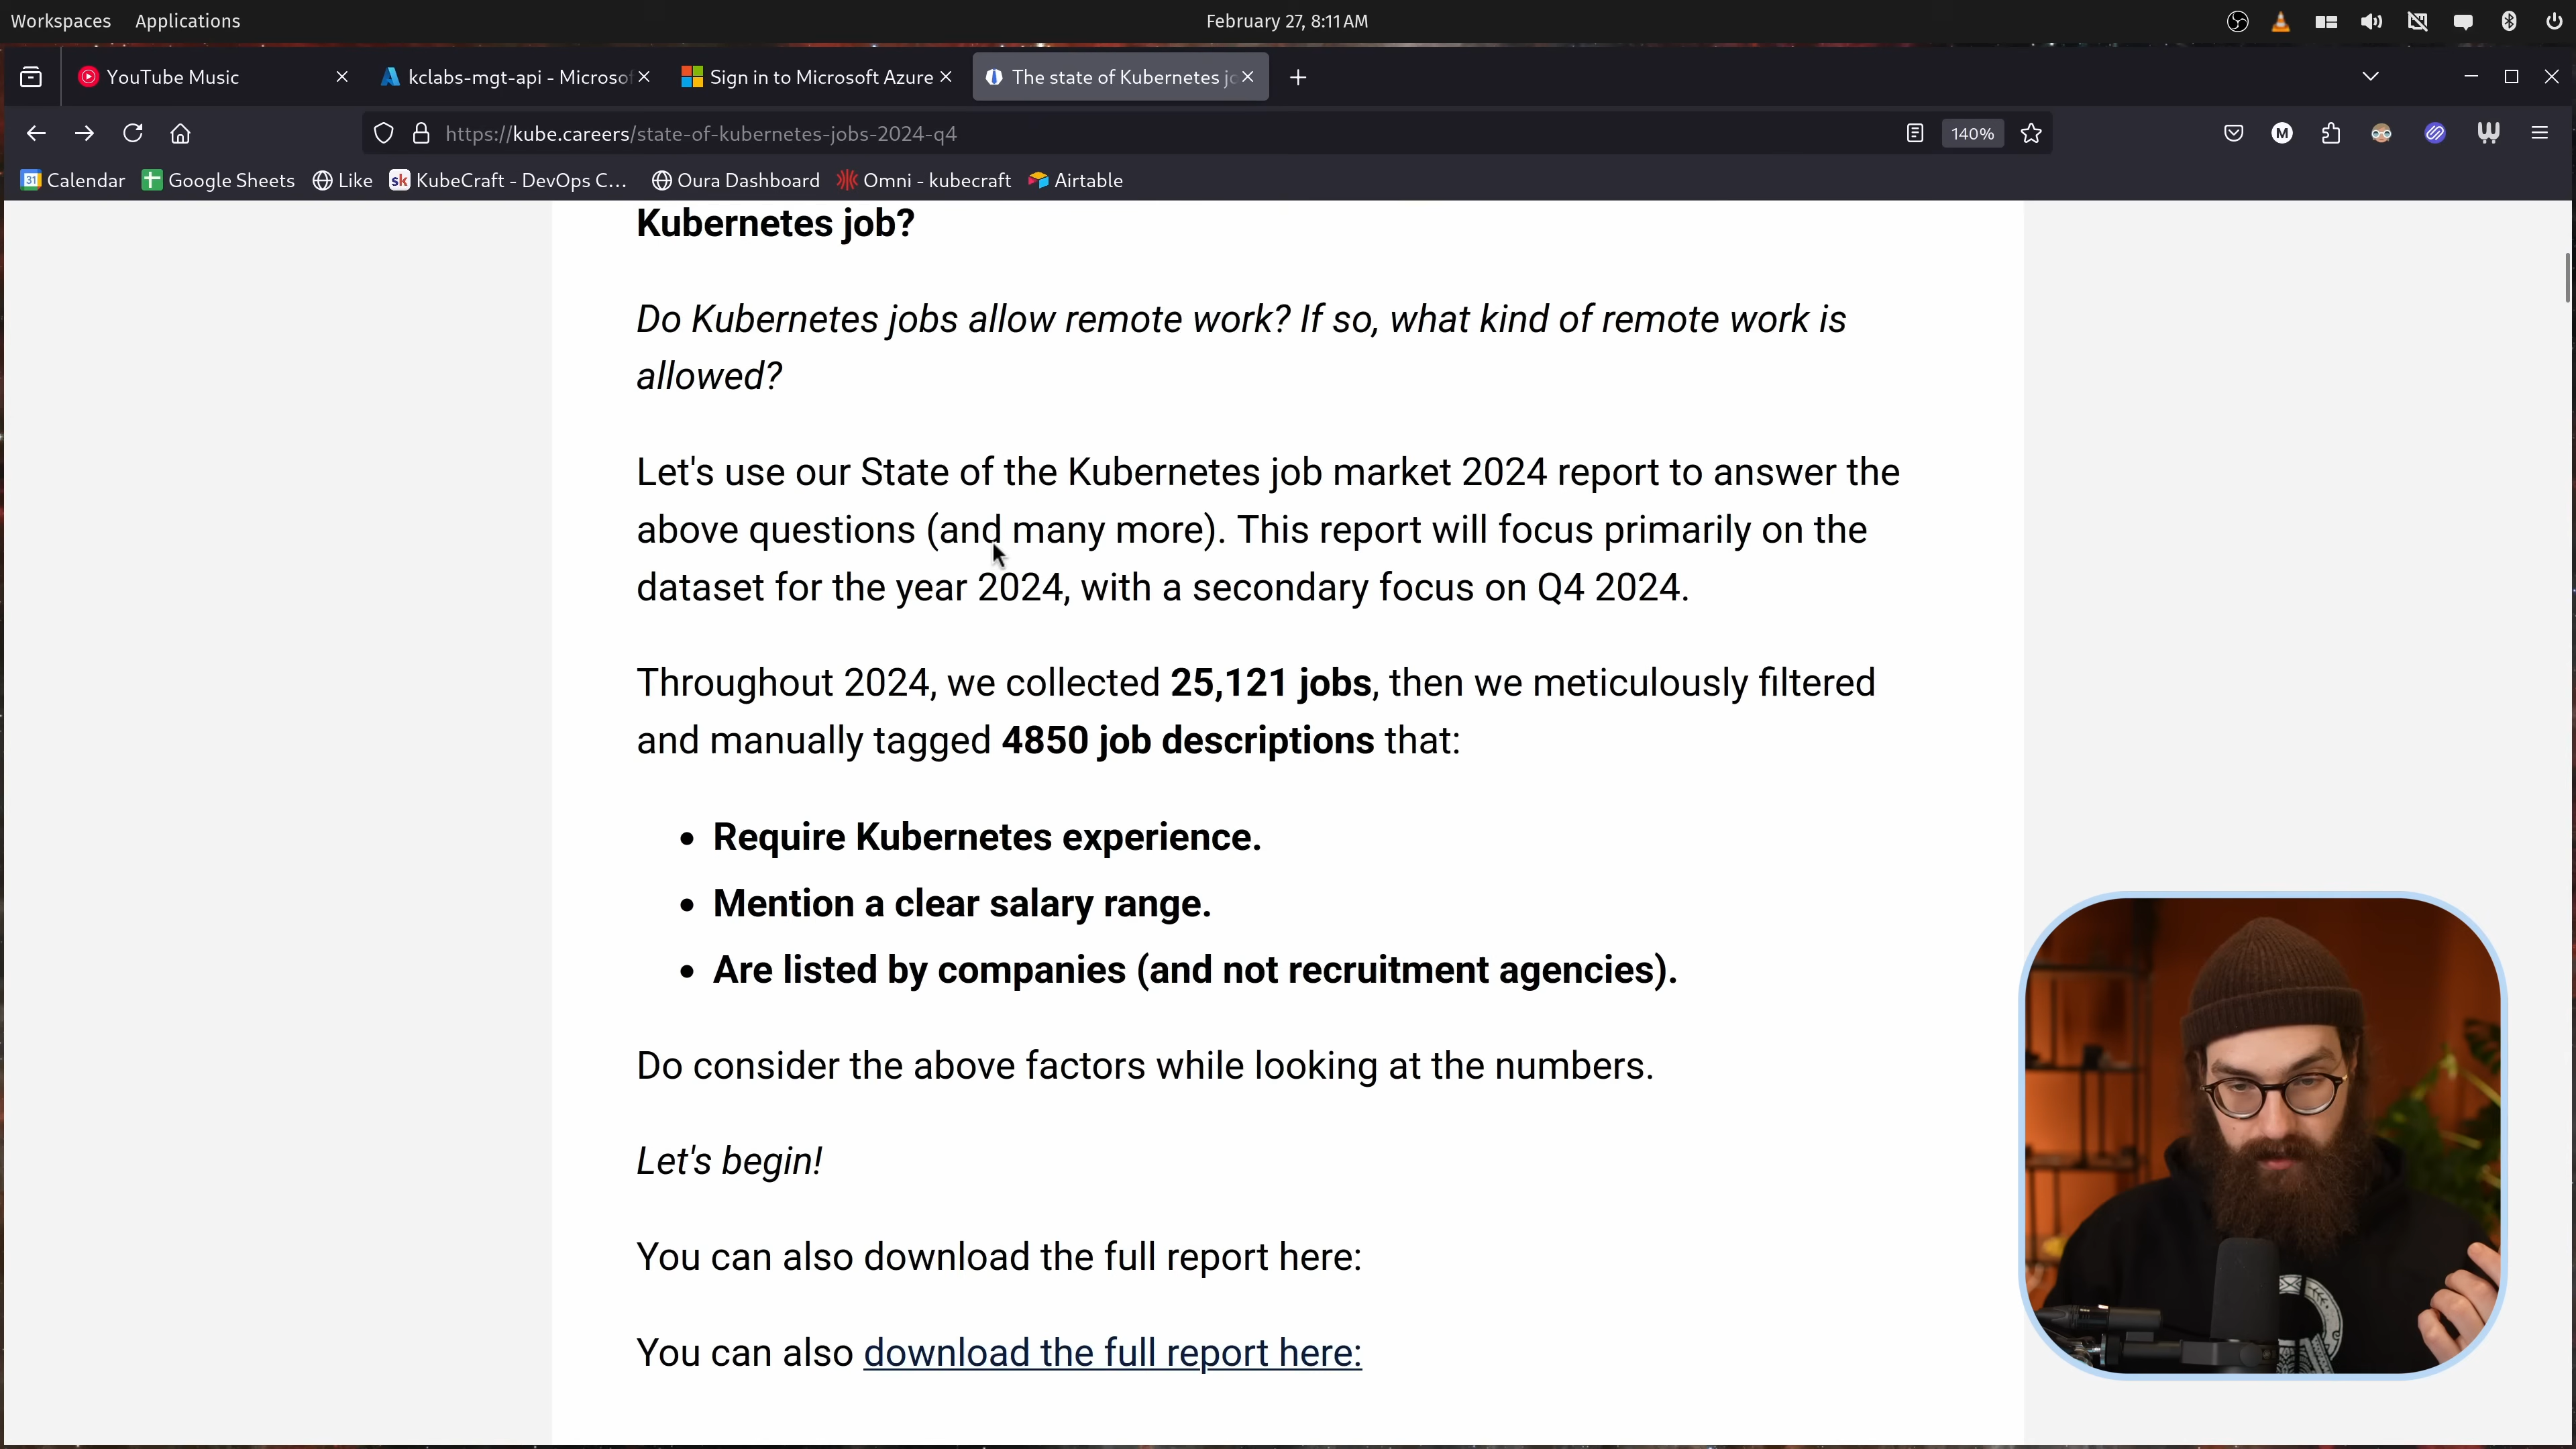 Workspaces Applications February 27, 8:11 AM
YouTube Music kclabs-mgt-api - Microsof Sign in to Microsoft Azure The state of Kubernetes jo
https://kube.careers/state-of-kubernetes-jobs-2024-q4 140% M
31 Calendar Google Sheets Like sk KubeCraft - DevOps C... Oura Dashboard Omni - kubecraft Airtable
Kubernetes job?
Do Kubernetes jobs allow remote work? If so, what kind of remote work is
allowed?
Let's use our State of the Kubernetes job market 2024 report to answer the
above questions (and many more). This report will focus primarily on the
dataset for the year 2024, with a secondary focus on Q4 2024.
Throughout 2024, we collected 25,121 jobs, then we meticulously filtered
and manually tagged 4850 job descriptions that:
• Require Kubernetes experience.
• Mention a clear salary range.
• Are listed by companies (and not recruitment agencies).
Do consider the above factors while looking at the numbers.
Let's begin!
You can also download the full report here:
You can also download the full report here: